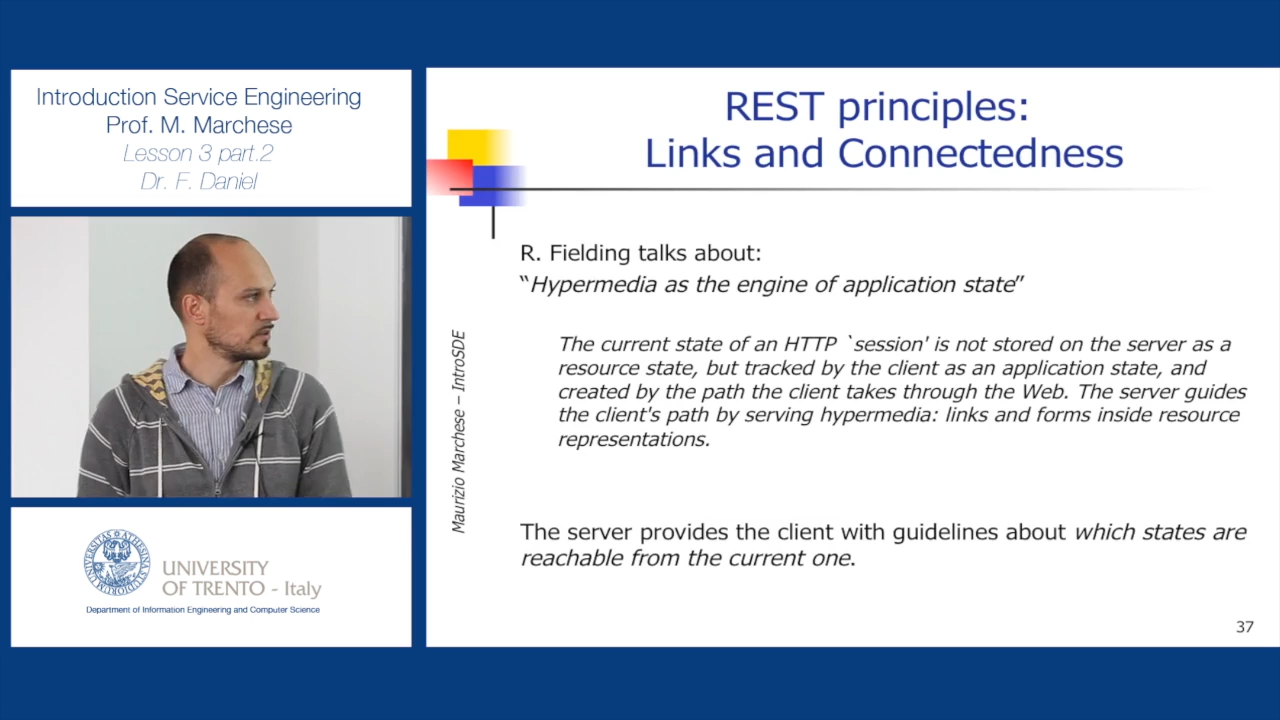 Introduction Service Engineering
Prof. M. Marchese
Lesson 3 part.2
Dr. F. Daniel
UNIVERSITY
OF TRENTO - Italy
Department of Information Engineering and Computer Science
REST principles:
Links and Connectedness
R. Fielding talks about:
“Hypermedia as the engine of application state”
The current state of an HTTP `session' is not stored on the server as a
resource state, but tracked by the client as an application state, and
created by the path the client takes through the Web. The server guides
the client's path by serving hypermedia: links and forms inside resource
representations.
The server provides the client with guidelines about which states are
reachable from the current one.
Maurizio Marchese – IntroSDE
37